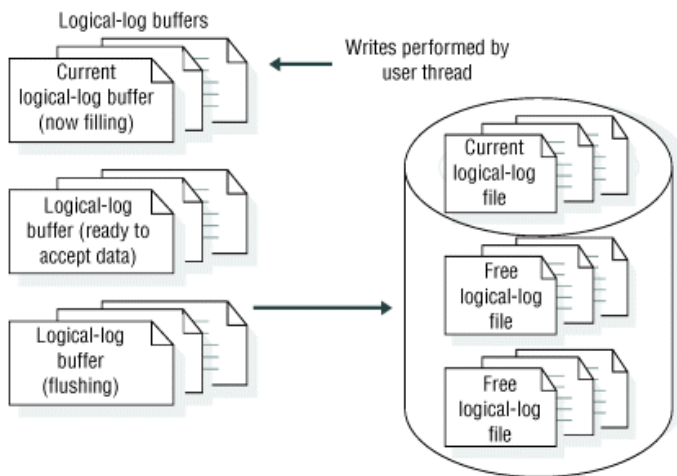 Logical-log buffers
Current
logical-log buffer
(now filling)
Writes performed by
user thread
Logical-log
buffer (ready to
accept data)
Logical-log
buffer
(flushing)
Current
logical-log
file
Free
logical-log
file
Free
logical-log
file